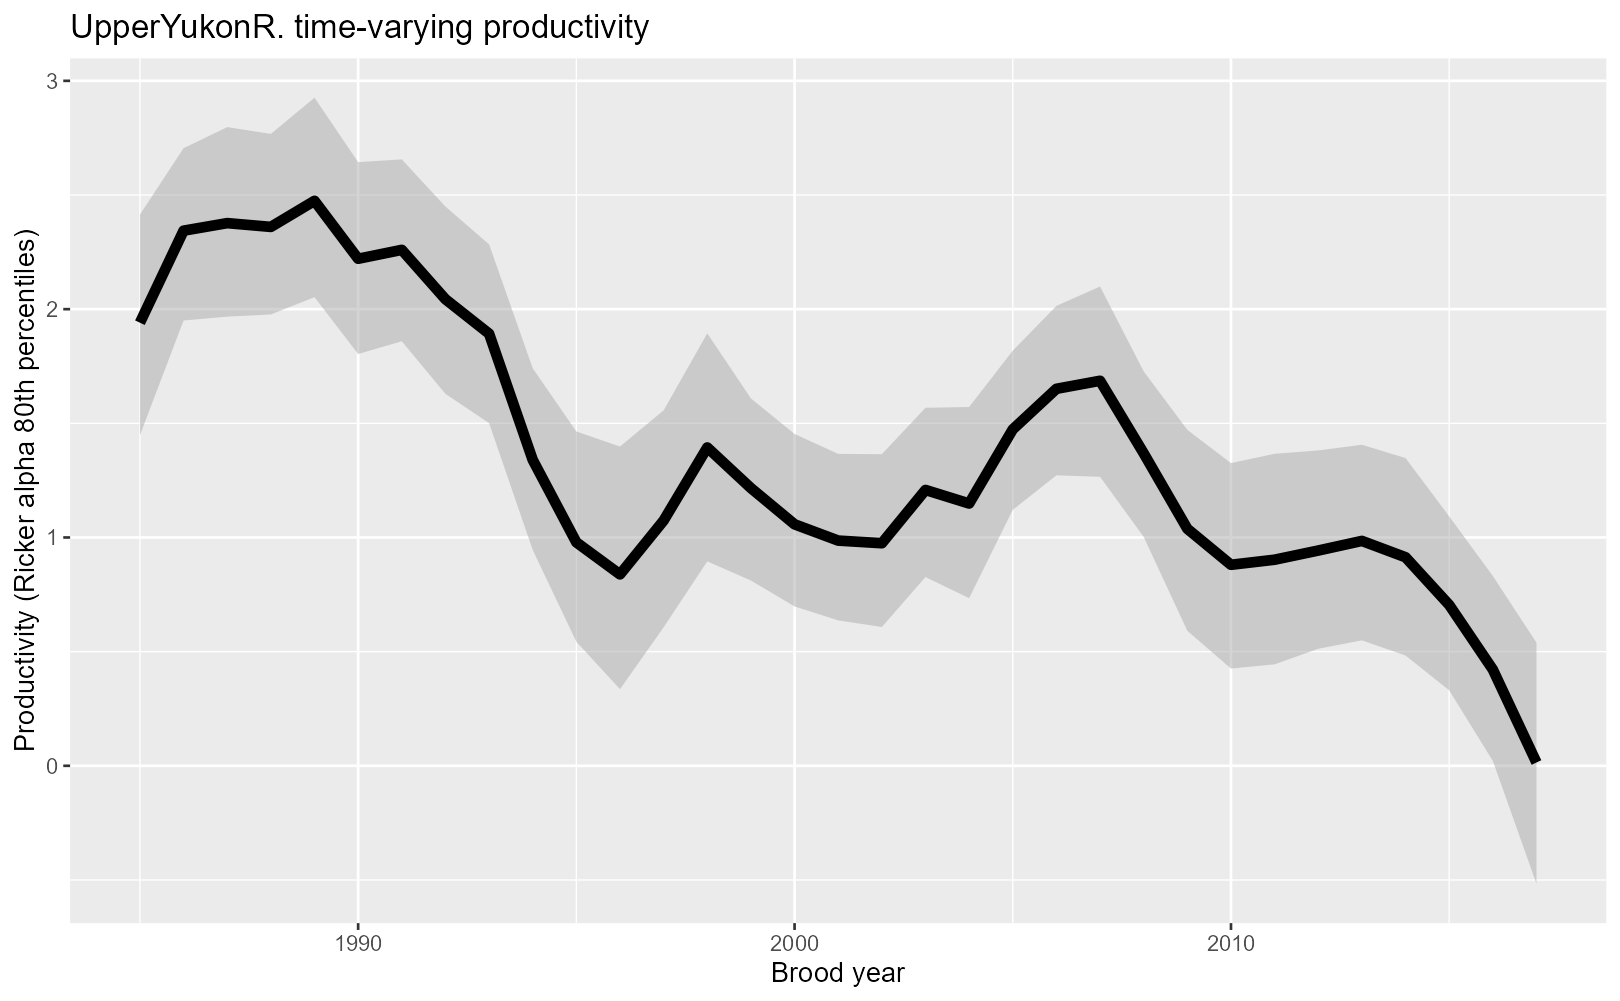 UpperYukonR. time-varying productivity
Productivity (Ricker alpha 80th percentiles)
3
2
1
0
1990
2000
2010
Brood year